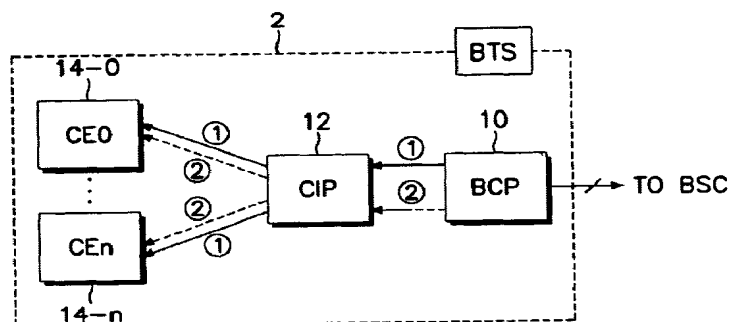 2
BTS
14-0
CE0
①
②
12
CIP
①
②
10
BCP
TO BSC
②
①
CEn
14-n